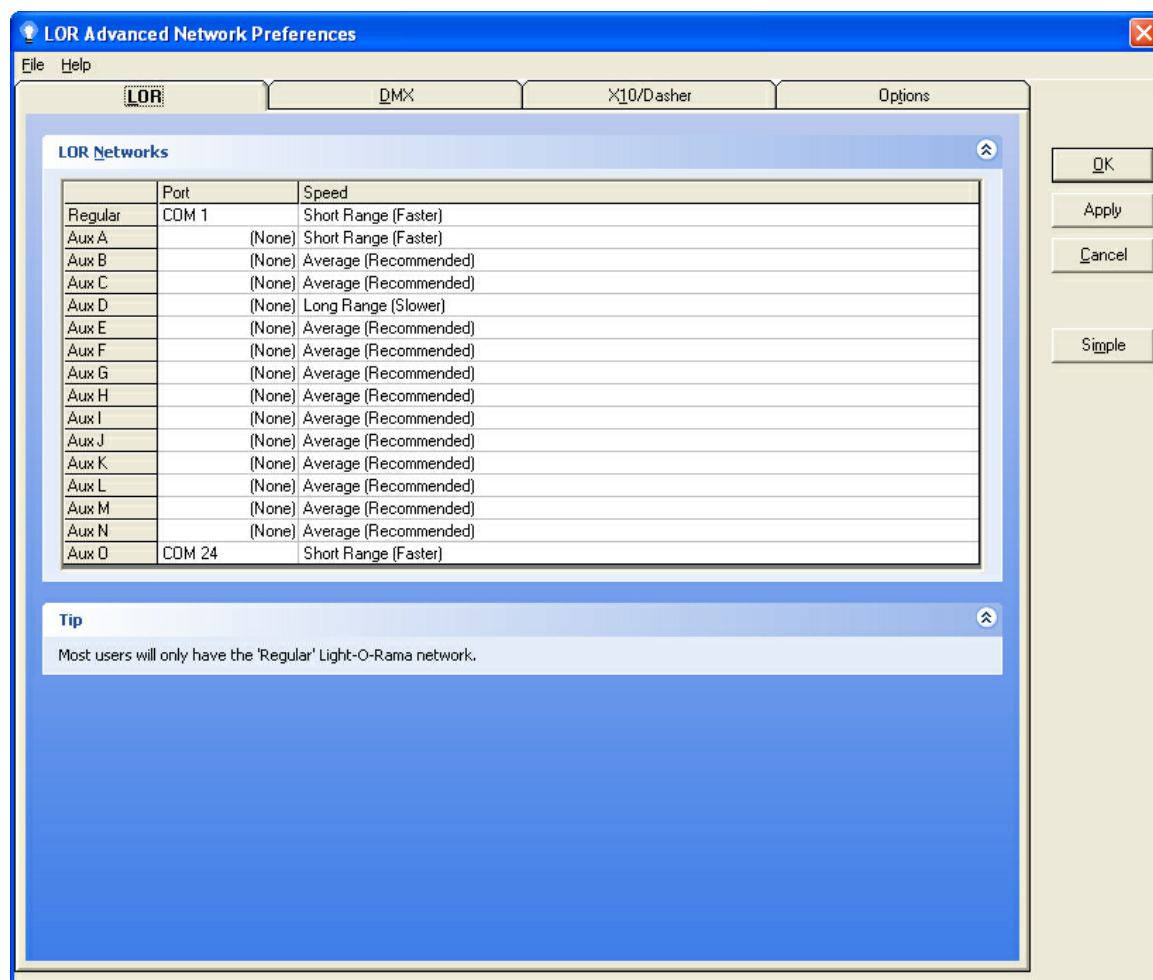 LOR Advanced Network Preferences
File Help
LOR DMX X10/Dasher Options
LOR Networks
Port Speed
Regular COM 1 Short Range (Faster)
Aux A (None) Short Range (Faster)
Aux B (None) Average (Recommended)
Aux C (None) Average (Recommended)
Aux D (None) Long Range (Slower)
Aux E (None) Average (Recommended)
Aux F (None) Average (Recommended)
Aux G (None) Average (Recommended)
Aux H (None) Average (Recommended)
Aux I (None) Average (Recommended)
Aux J (None) Average (Recommended)
Aux K (None) Average (Recommended)
Aux L (None) Average (Recommended)
Aux M (None) Average (Recommended)
Aux N (None) Average (Recommended)
Aux O COM 24 Short Range (Faster)
Tip
Most users will only have the 'Regular' Light-O-Rama network.
OK
Apply
Cancel
Simple